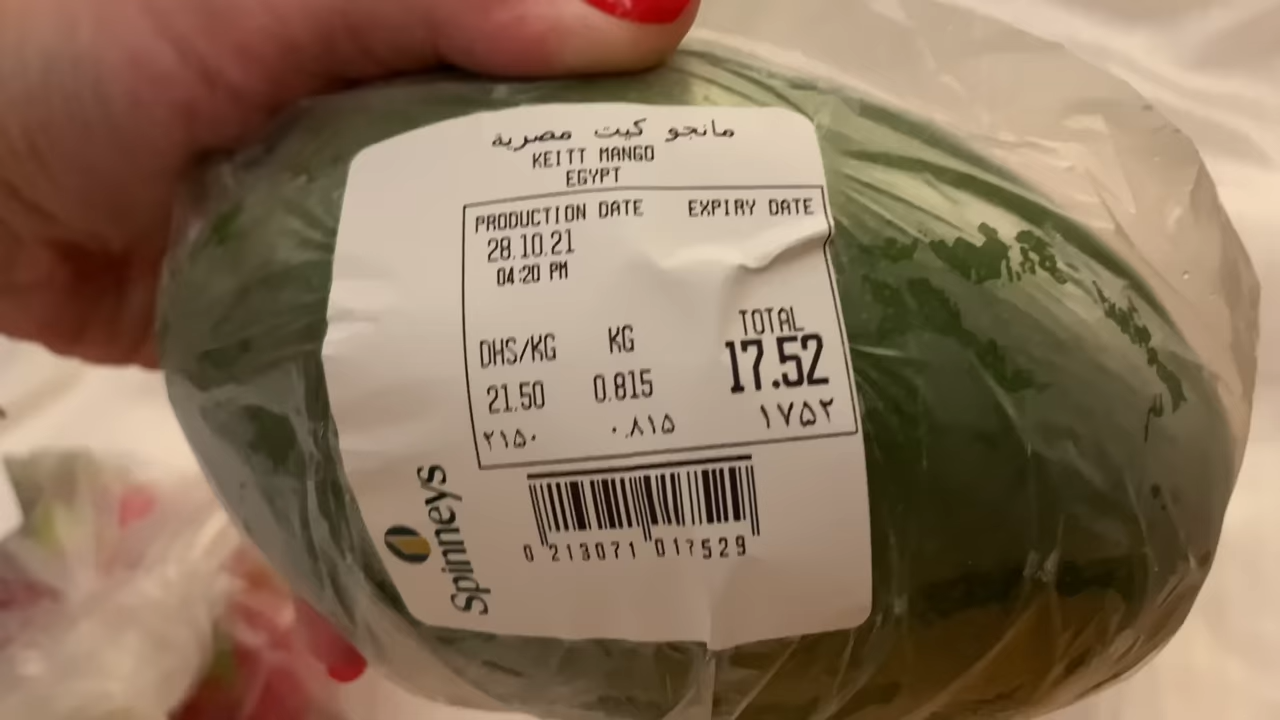 مانجو كيت مصرية
KEITT MANGO
EGYPT
PRODUCTION DATE EXPIRY DATE
28.10.21
04:20 PM
DHS/KG KG TOTAL
21.50 0.815 17.52
٢١٥٠ ٠.٨١٥ ١٧٥٢
Spinneys
0 213071 017529